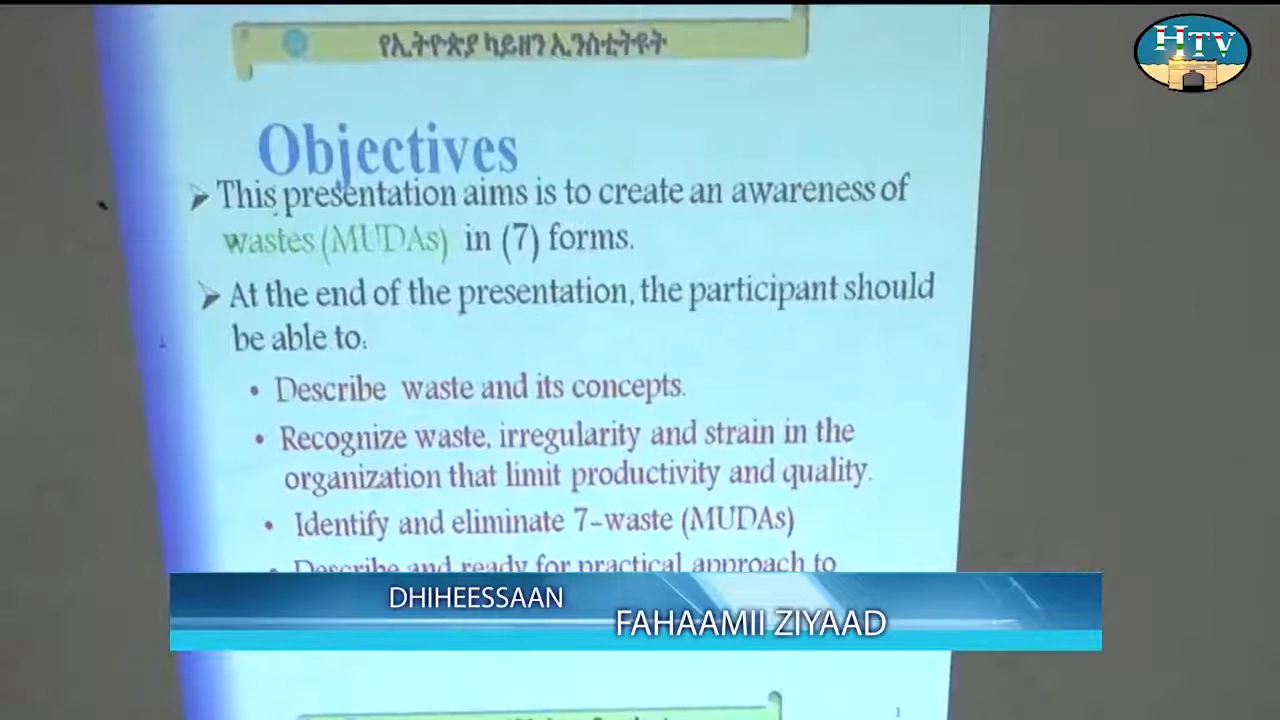 የኢትዮጵያ ካይዘን ኢንስቲትዩት
HTV
Objectives
➢ This presentation aims is to create an awareness of
wastes (MUDAs) in (7) forms.
➢ At the end of the presentation, the participant should
be able to.
• Describe waste and its concepts.
• Recognize waste, irregularity and strain in the
organization that limit productivity and quality.
• Identify and eliminate 7-waste (MUDAs)
• Describe and ready for practical approach to
DHIHEESSAAN
FAHAAMII ZIYAAD